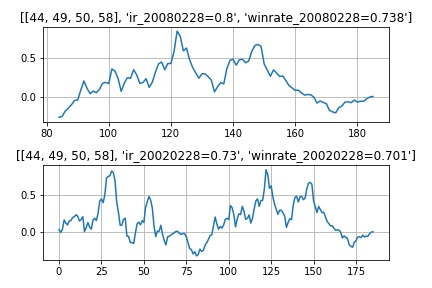 [[44, 49, 50, 58], 'ir_20080228=0.8', 'winrate_20080228=0.738']
0.5
0.0
80 100 120 140 160 180
[[44, 49, 50, 58], 'ir_20020228=0.73', 'winrate_20020228=0.701']
0.5
0.0
0 25 50 75 100 125 150 175